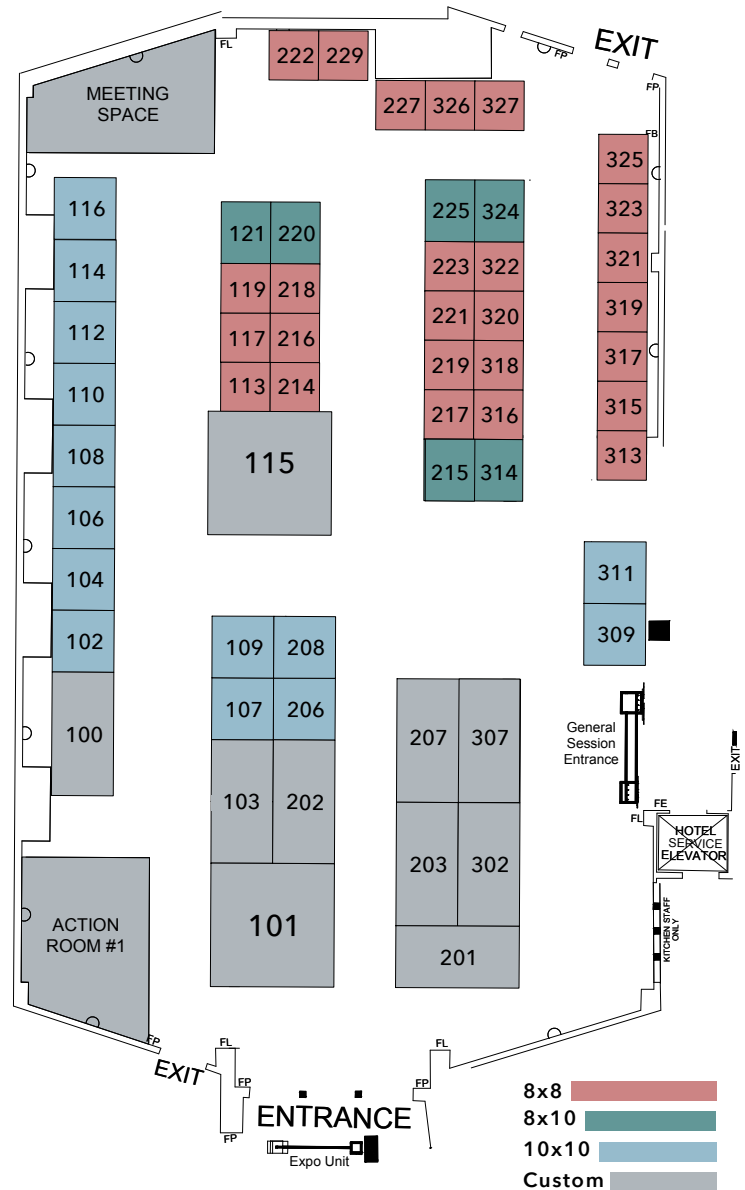 FL
222 229
FP
EXIT
MEETING
SPACE
FP
227 326 327
FB
325
116
225 324
323
121 220
114
223 322
321
119 218
112
221 320
319
117 216
110
219 318
317
113 214
217 316
315
108
115
215 314
313
106
104
311
102
109 208
309
100
107 206
207 307
General
Session
Entrance
EXIT
103 202
FE
FL
HOTEL
SERVICE
ELEVATOR
203 302
ACTION
ROOM #1
101
KITCHEN STAFF
ONLY
201
FP
FL
FL
EXIT
FP
FP
ENTRANCE
FP
Expo Unit
8x8
8x10
10x10
Custom